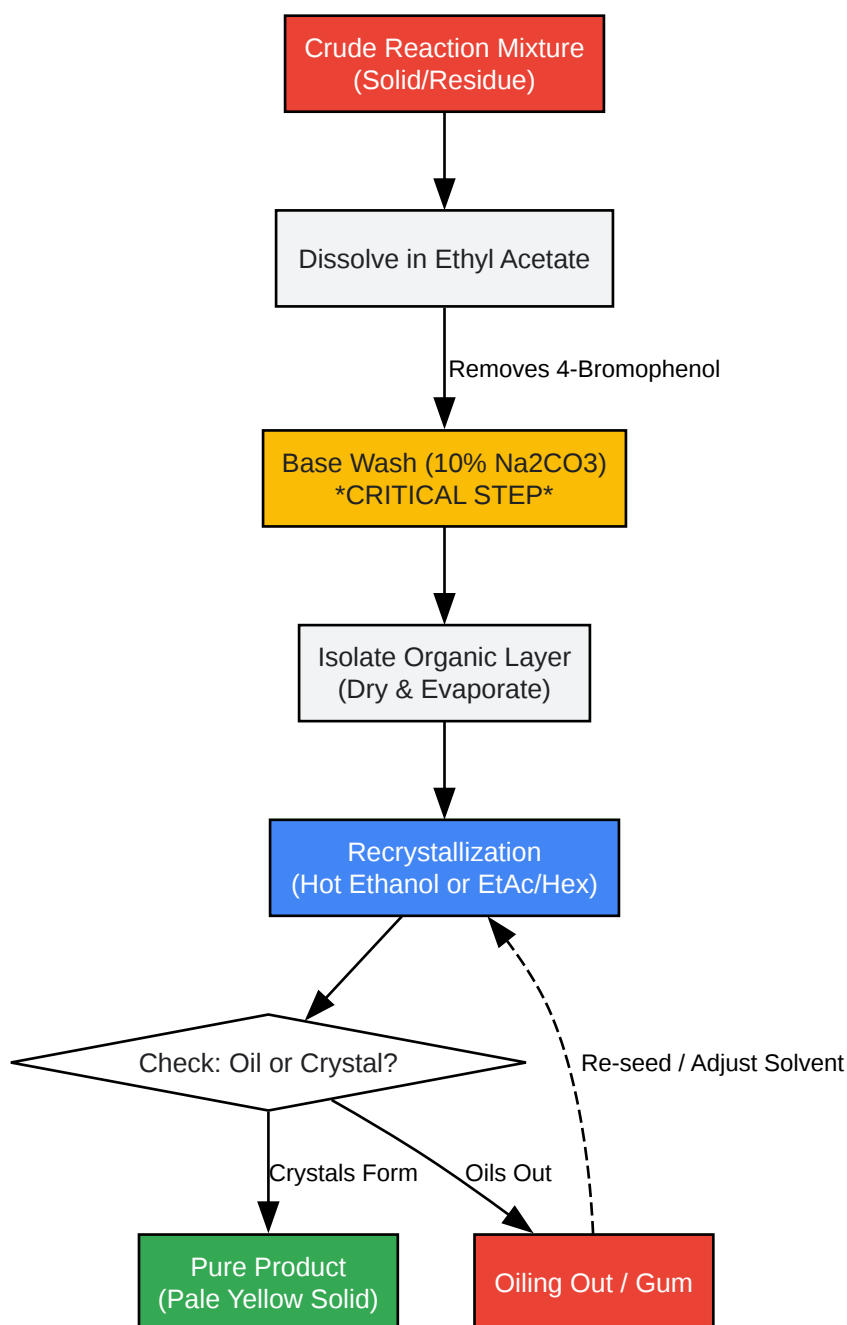 Crude Reaction Mixture
(Solid/Residue)
Dissolve in Ethyl Acetate
Removes 4-Bromophenol
Base Wash (10% Na2CO3)
*CRITICAL STEP*
Isolate Organic Layer
(Dry & Evaporate)
Recrystallization
(Hot Ethanol or EtAc/Hex)
Check: Oil or Crystal?
Re-seed / Adjust Solvent
Crystals Form
Oils Out
Pure Product
(Pale Yellow Solid)
Oiling Out / Gum